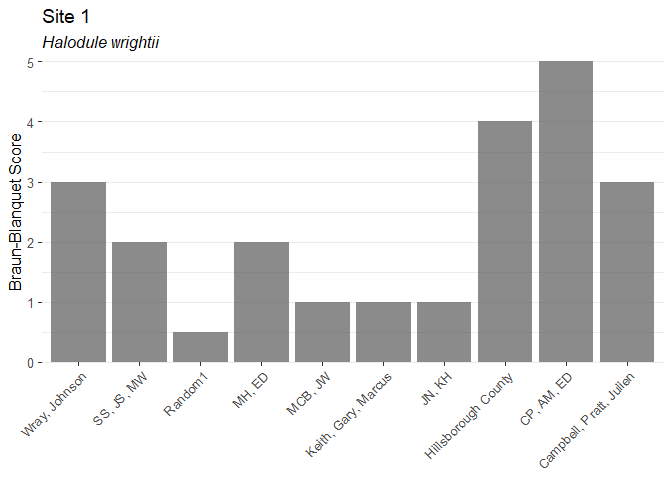 Site 1
Halodule wrightii
Braun-Blanquet Score
5
4
3
2
1
0
Wray, Johnson
SS, JS, MW
Random1
MH, ED
MCB, JW
Keith, Gary, Marcus
JN, KH
Hillsborough County
CP, AM, ED
Campbell, Pratt, Julien